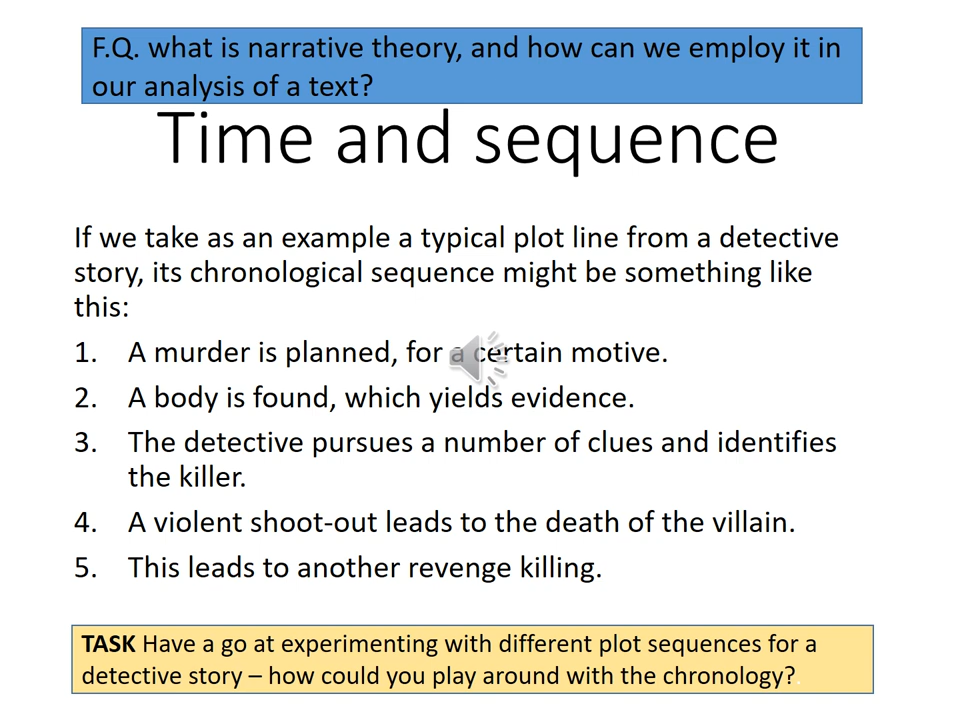 F.Q. what is narrative theory, and how can we employ it in
our analysis of a text?
Time and sequence
If we take as an example a typical plot line from a detective
story, its chronological sequence might be something like
this:
1. A murder is planned, for a certain motive.
2. A body is found, which yields evidence.
3. The detective pursues a number of clues and identifies
the killer.
4. A violent shoot-out leads to the death of the villain.
5. This leads to another revenge killing.
TASK Have a go at experimenting with different plot sequences for a
detective story – how could you play around with the chronology?.